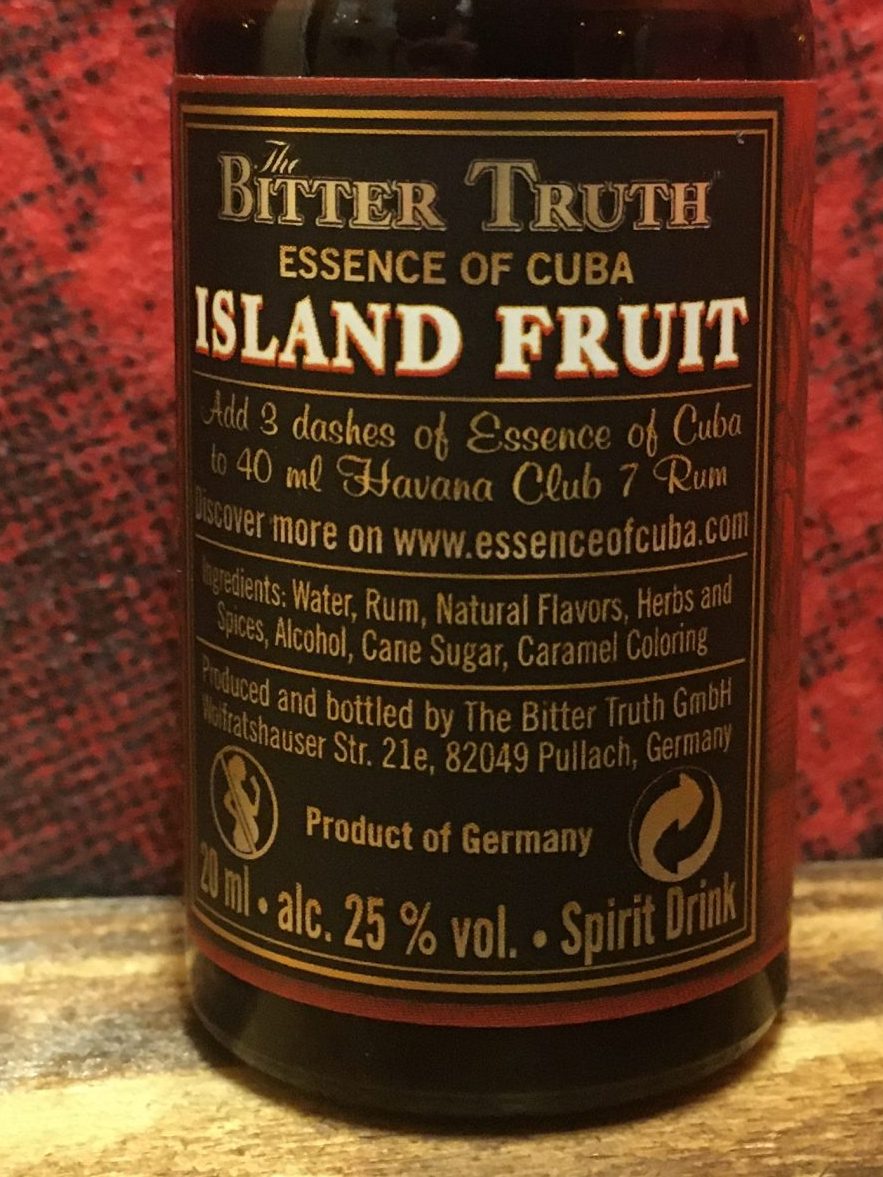 The
BITTER TRUTH
ESSENCE OF CUBA
ISLAND FRUIT
Add 3 dashes of Essence of Cuba
to 40 ml Havana Club 7 Rum
Discover more on www.essenceofcuba.com
Ingredients: Water, Rum, Natural Flavors, Herbs and
Spices, Alcohol, Cane Sugar, Caramel Coloring
Produced and bottled by The Bitter Truth GmbH
Wolfratshauser Str. 21e, 82049 Pullach, Germany
Product of Germany
20 ml • alc. 25 % vol. • Spirit Drink